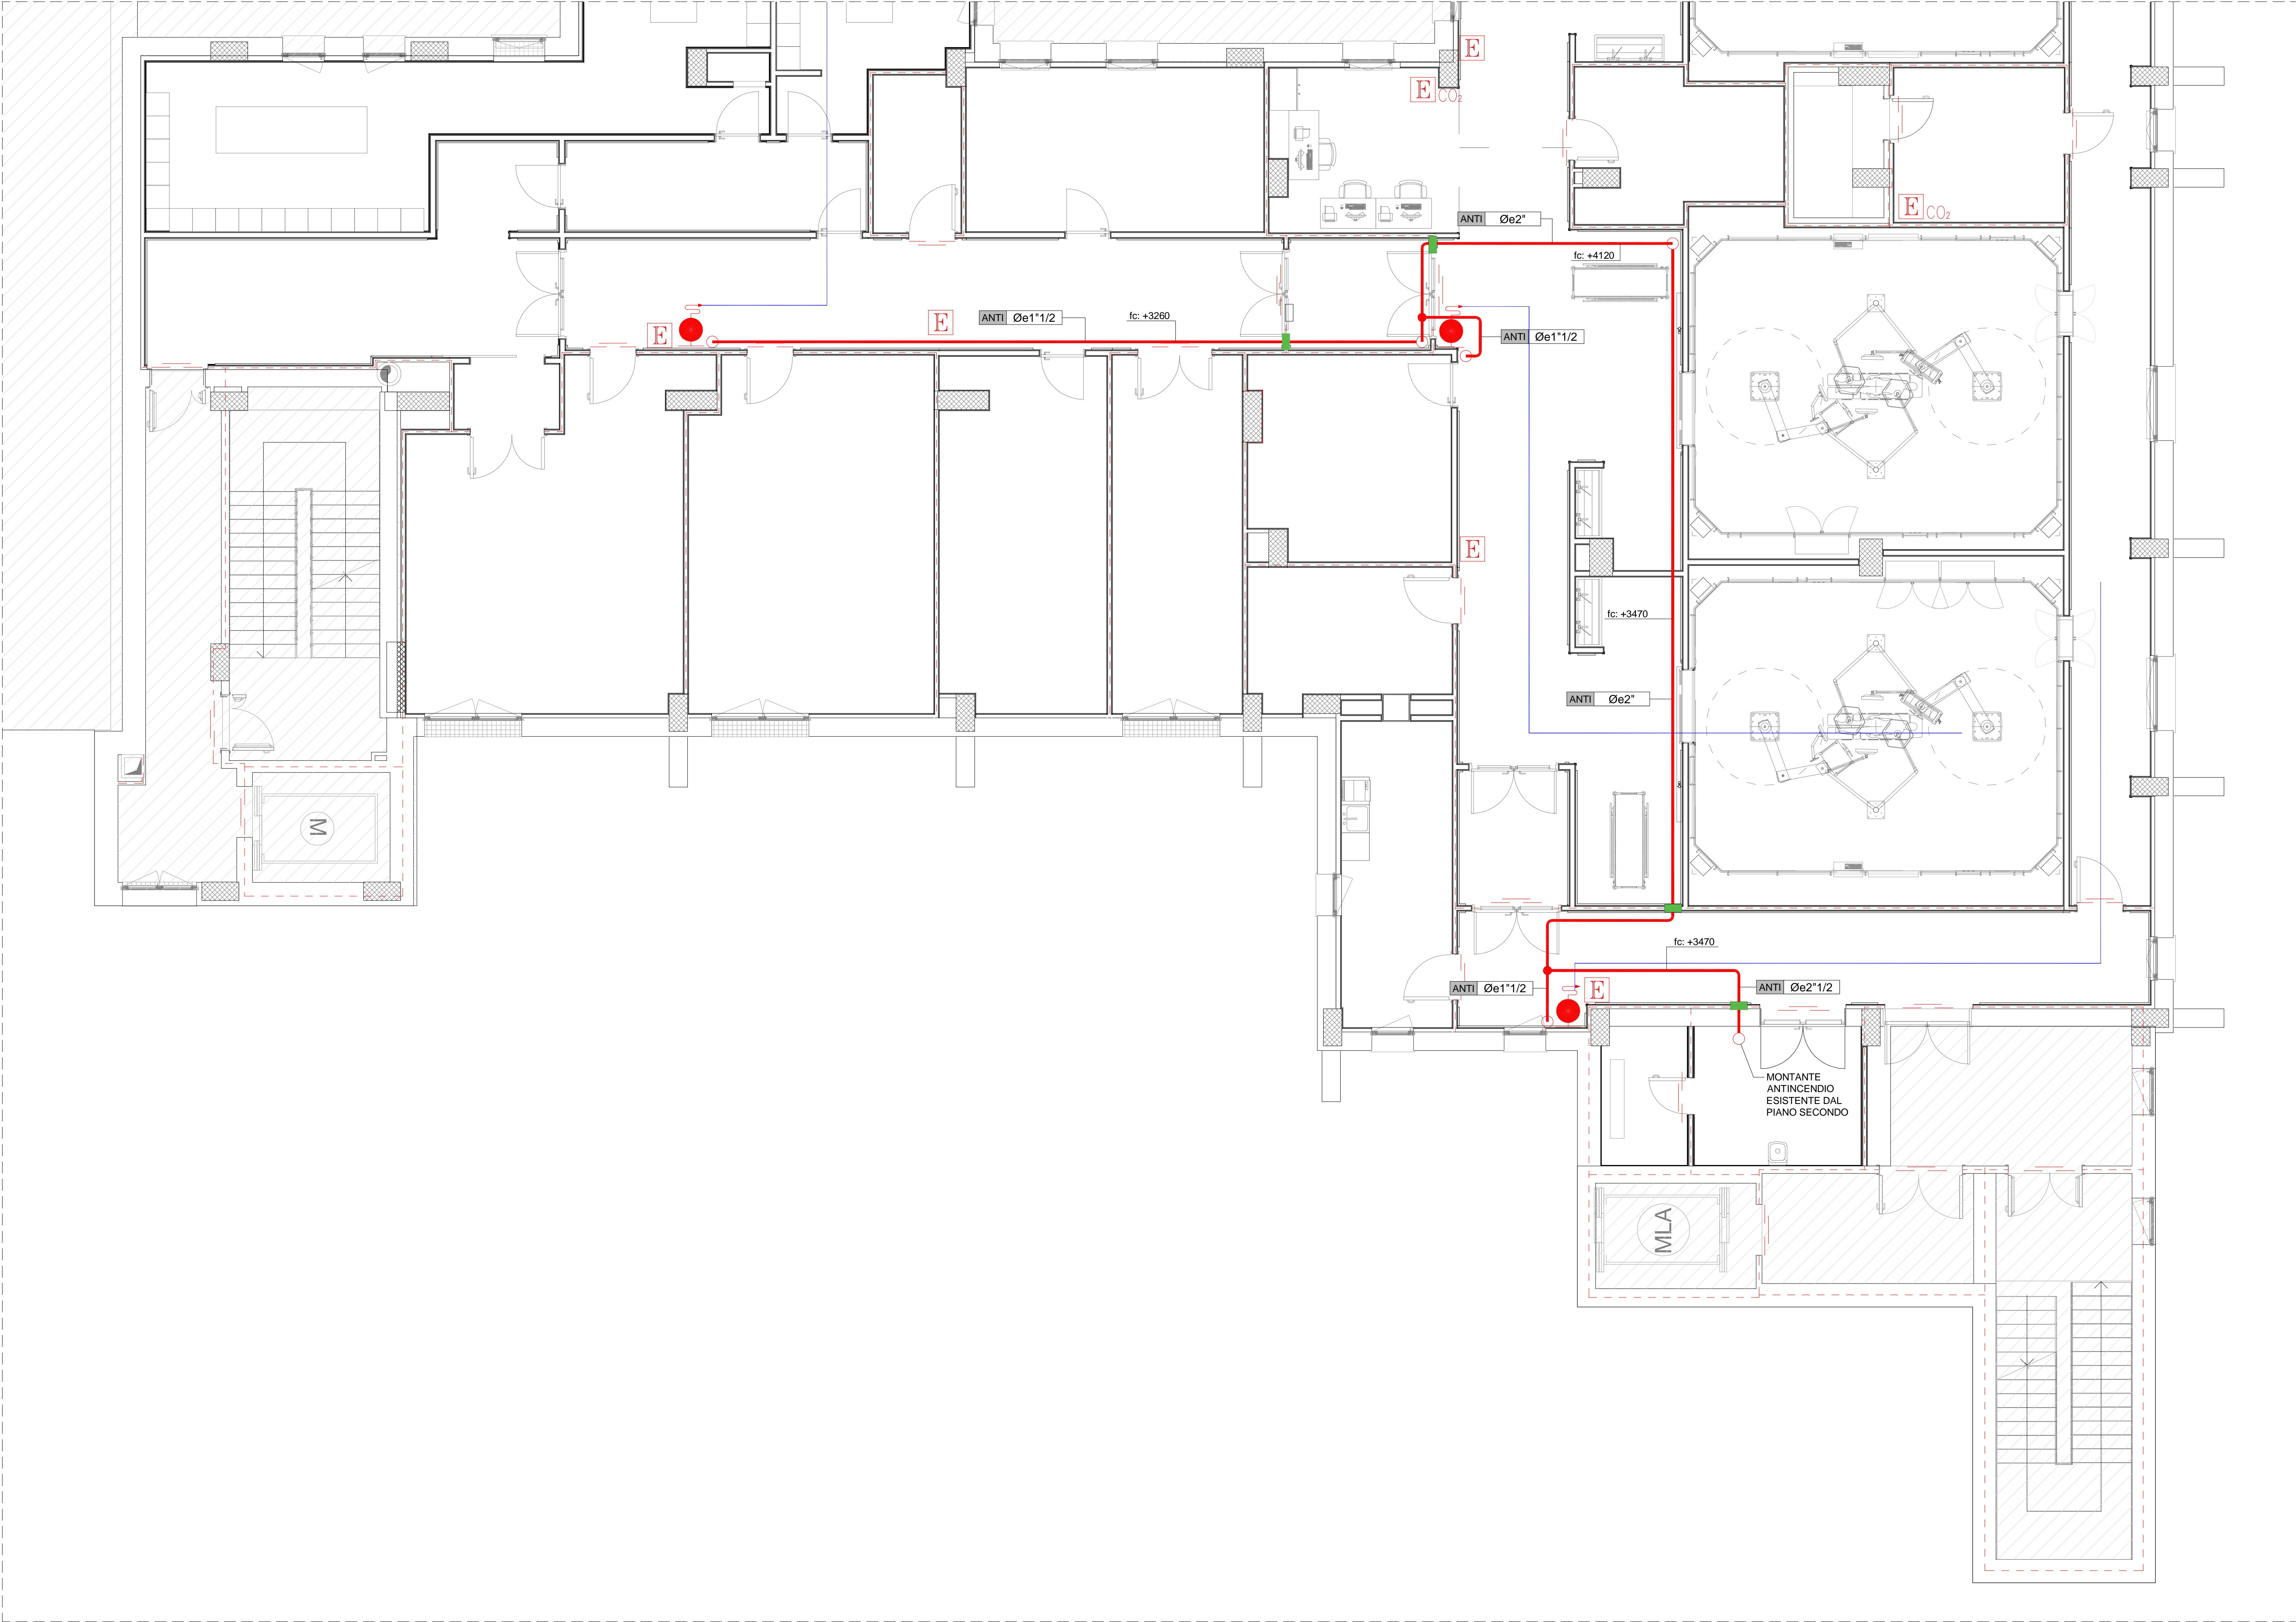 E
E CO₂
E CO₂
ANTI Øe2"
fc: +4120
E
E
ANTI Øe1"1/2
fc: +3260
ANTI Øe1"1/2
E
fc: +3470
ANTI Øe2"
M
fc: +3470
ANTI Øe1"1/2
E
ANTI Øe2"1/2
MONTANTE
ANTINCENDIO
ESISTENTE DAL
PIANO SECONDO
MLA